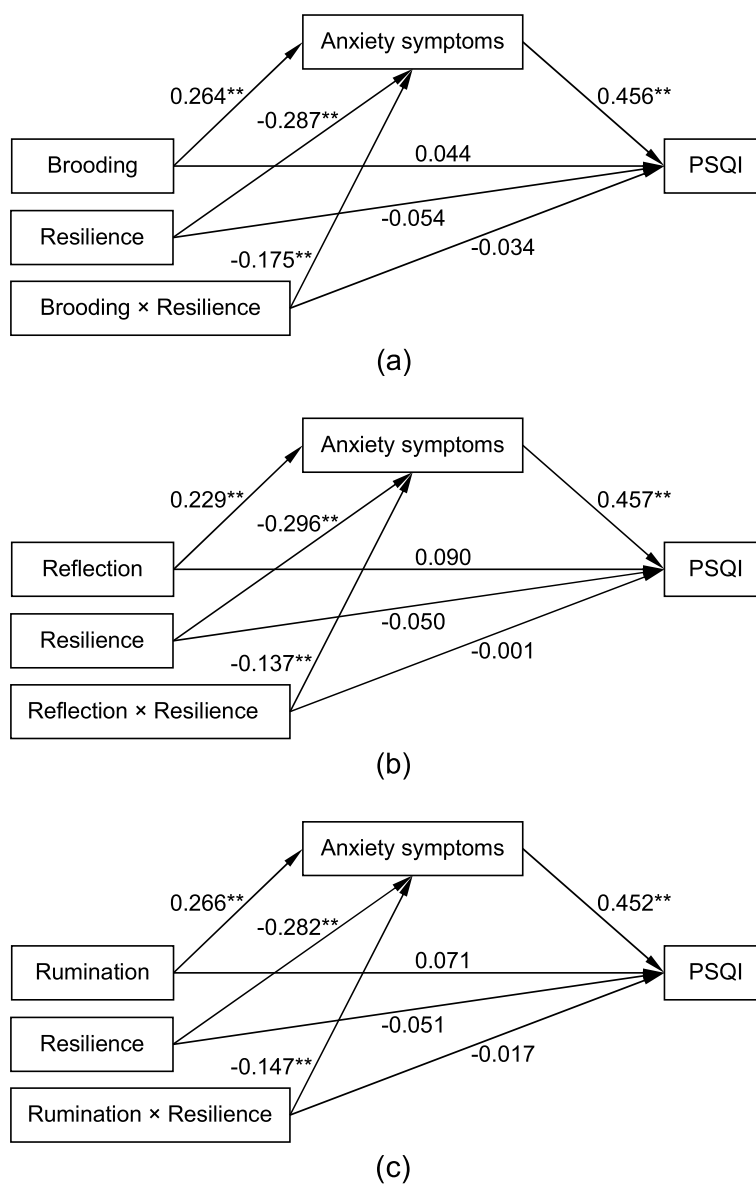 Anxiety symptoms
0.264**
-0.287**
0.456**
Brooding
0.044
PSQI
Resilience
-0.054
-0.175**
-0.034
Brooding × Resilience
(a)
Anxiety symptoms
0.229**
-0.296**
0.457**
Reflection
0.090
PSQI
Resilience
-0.050
-0.137**
-0.001
Reflection × Resilience
(b)
Anxiety symptoms
0.266**
-0.282**
0.452**
Rumination
0.071
PSQI
Resilience
-0.051
-0.147**
-0.017
Rumination × Resilience
(c)